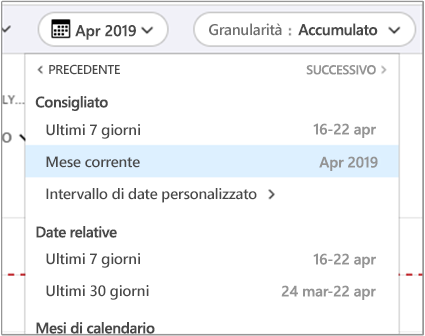 Apr 2019
Granularità : Accumulato
PRECEDENTE SUCCESSIVO
LY...
Consigliato
Ultimi 7 giorni 16-22 apr
O
Mese corrente Apr 2019
Intervallo di date personalizzato
Date relative
Ultimi 7 giorni 16-22 apr
Ultimi 30 giorni 24 mar-22 apr
Mesi di calendario